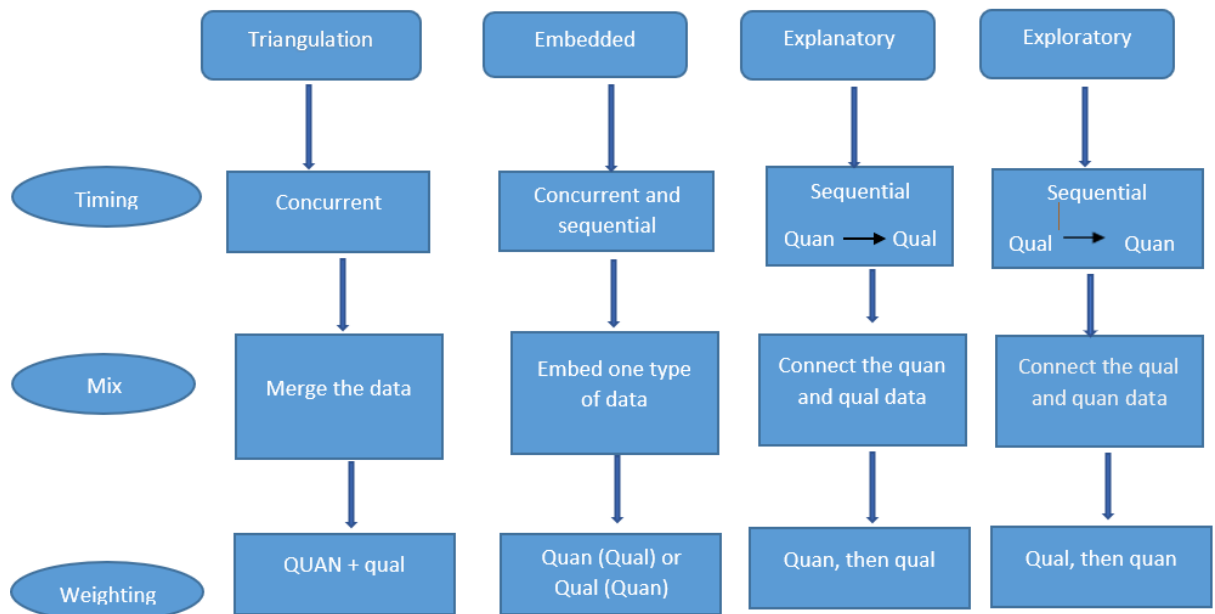 Triangulation
Embedded
Explanatory
Exploratory
Timing
Concurrent
Concurrent and
sequential
Sequential
Quan Qual
Sequential
Qual Quan
Mix
Merge the data
Embed one type
of data
Connect the quan
and qual data
Connect the qual
and quan data
Weighting
QUAN + qual
Quan (Qual) or
Qual (Quan)
Quan, then qual
Qual, then quan